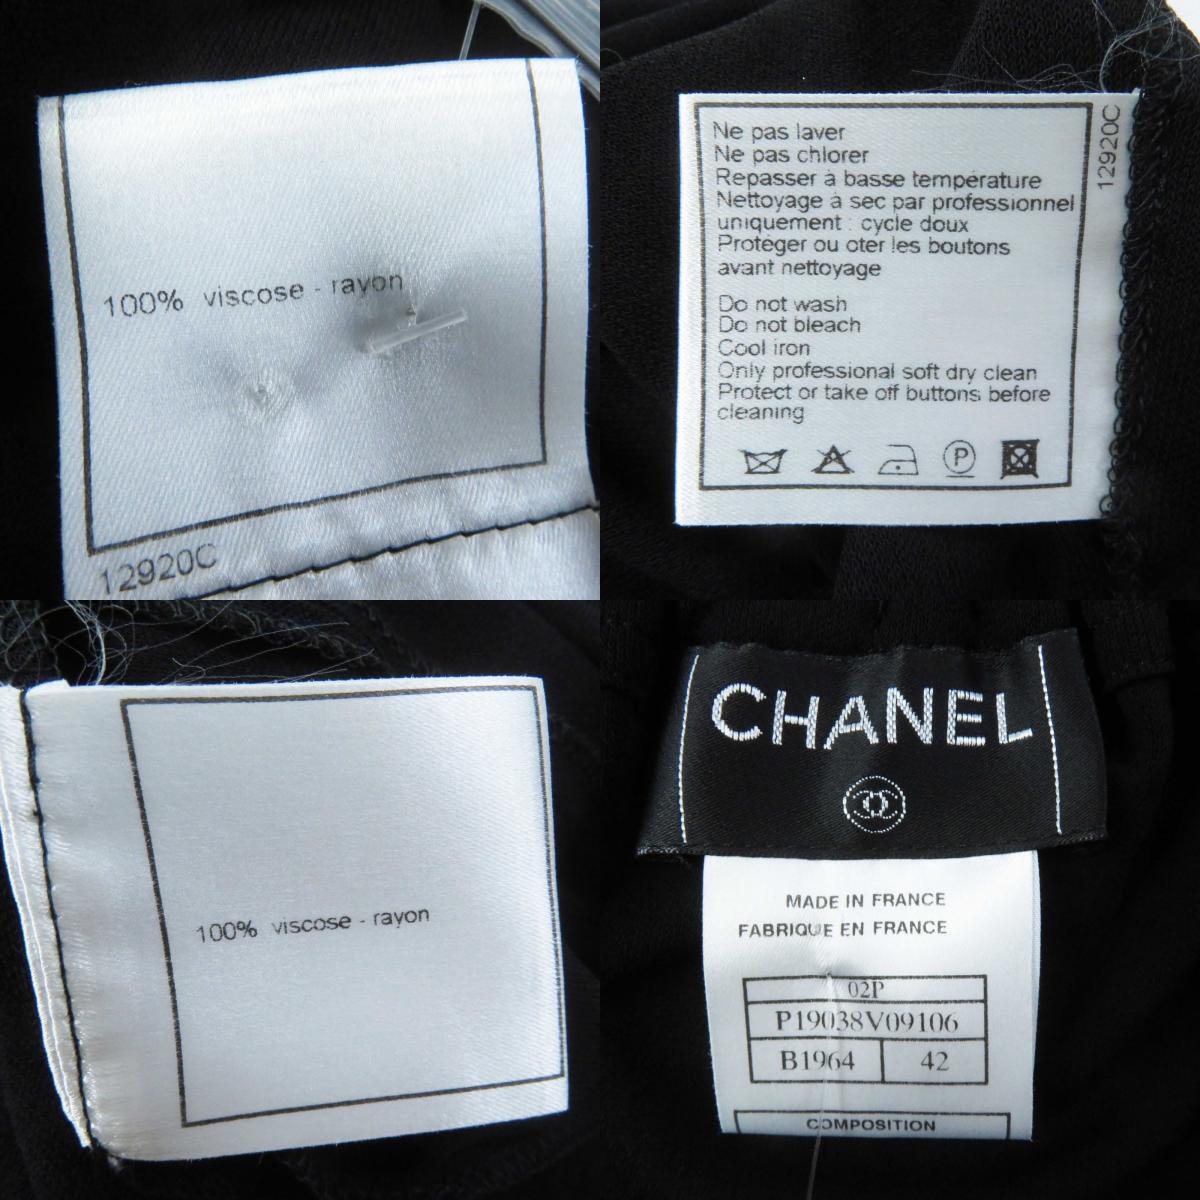 100% viscose - rayon
12920C
12920C
Ne pas laver
Ne pas chlorer
Repasser à basse température
Nettoyage à sec par professionnel
uniquement : cycle doux
Protéger ou oter les boutons
avant nettoyage
Do not wash
Do not bleach
Cool iron
Only professional soft dry clean
Protect or take off buttons before
cleaning
P
100% viscose - rayon
CHANEL
MADE IN FRANCE
FABRIQUE EN FRANCE
02P
P19038V09106
B1964 42
COMPOSITION